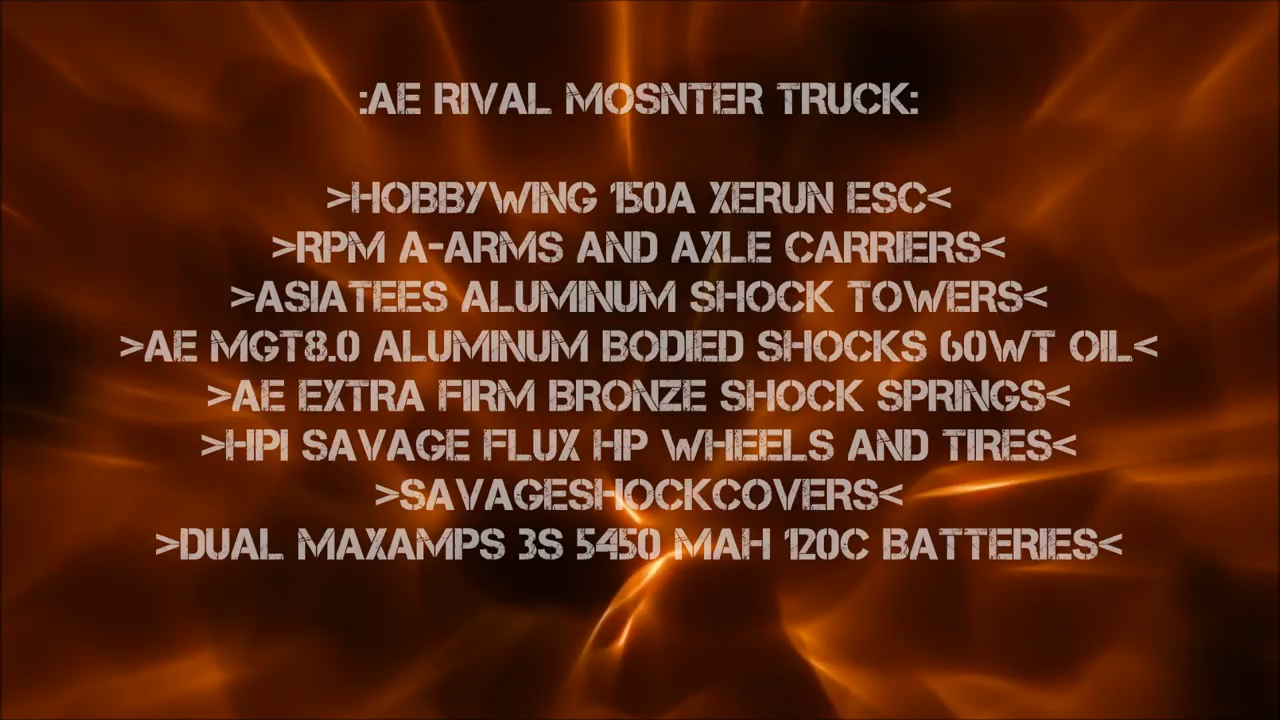 :AE RIVAL MOSNTER TRUCK:
>HOBBYWING 150A XERUN ESC<
>RPM A-ARMS AND AXLE CARRIERS<
>ASIATEES ALUMINUM SHOCK TOWERS<
>AE MGT8.0 ALUMINUM BODIED SHOCKS 60WT OIL<
>AE EXTRA FIRM BRONZE SHOCK SPRINGS<
>HPI SAVAGE FLUX HP WHEELS AND TIRES<
>SAVAGESHOCKCOVERS<
>DUAL MAXAMPS 3S 5450 MAH 120C BATTERIES<